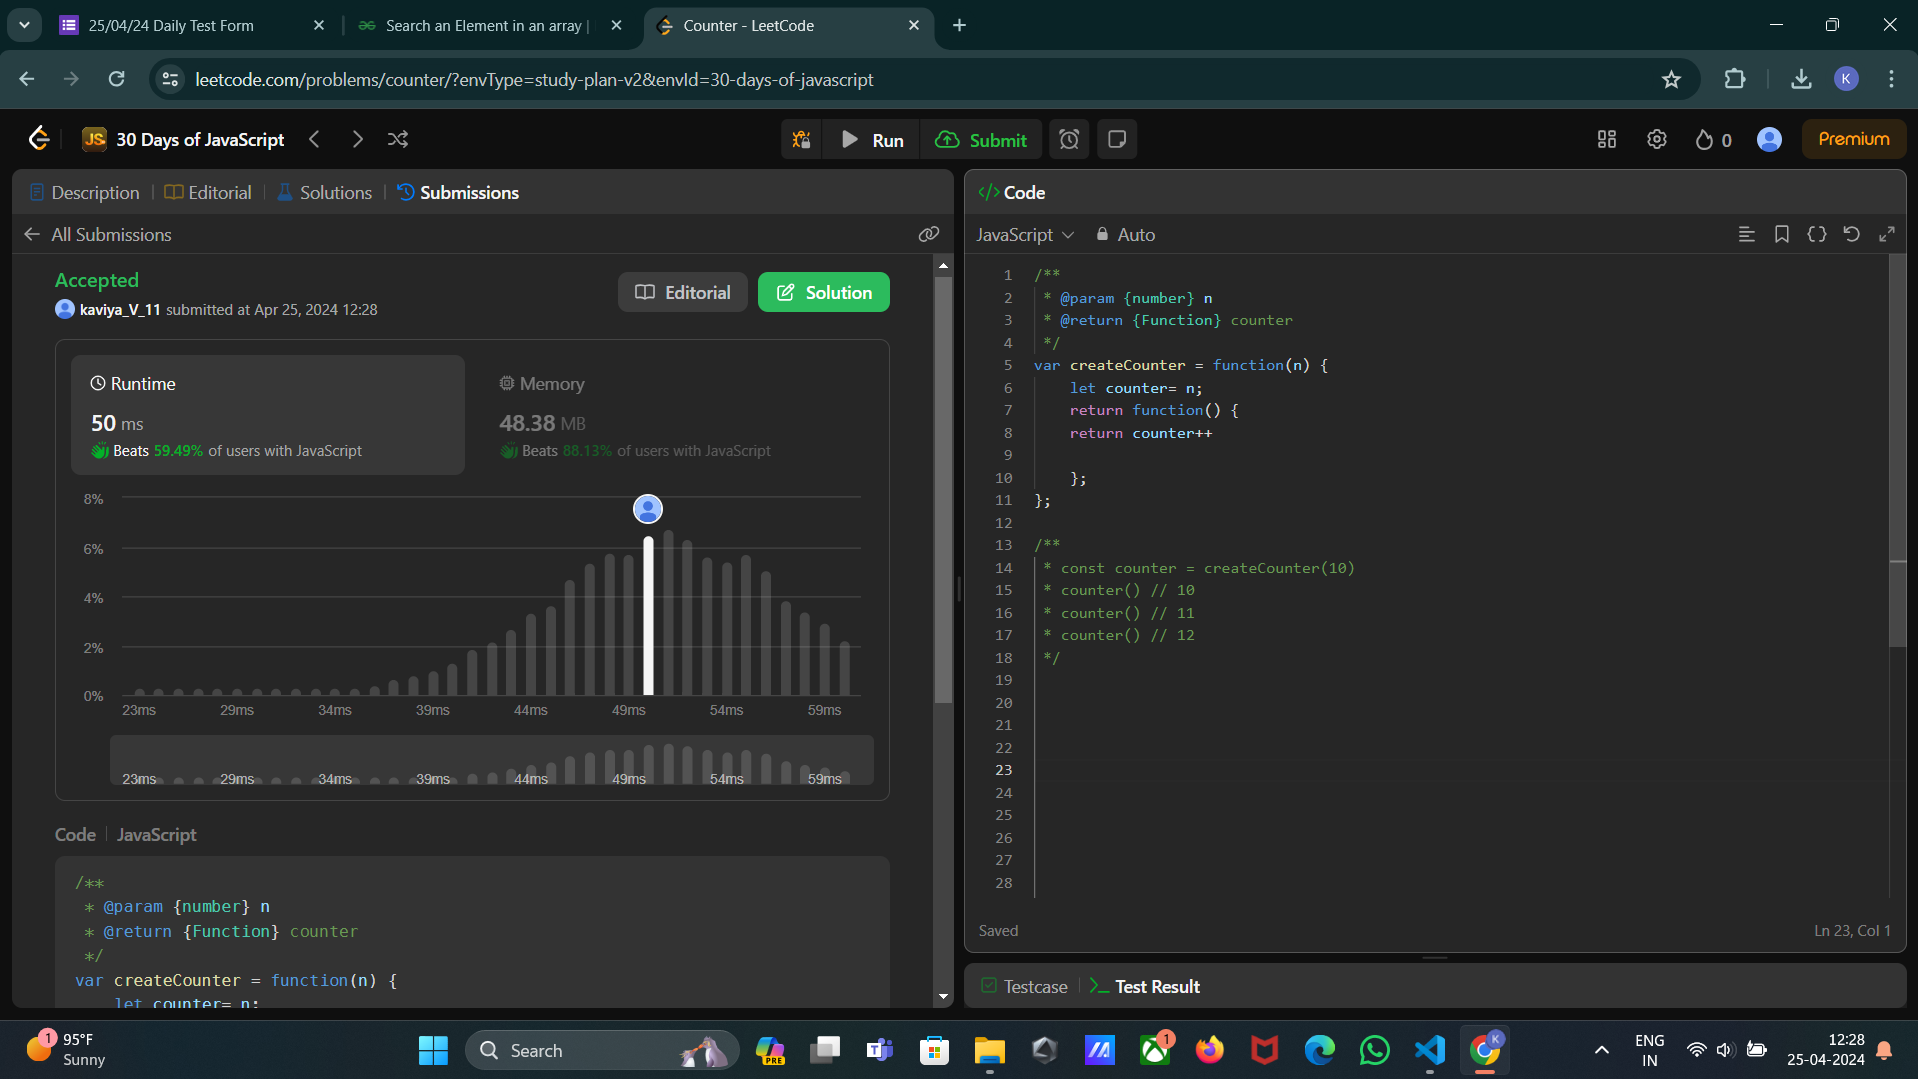 25/04/24 Daily Test Form
Search an Element in an array |
Counter - LeetCode
leetcode.com/problems/counter/?envType=study-plan-v2&envId=30-days-of-javascript
K
JS 30 Days of JavaScript
Run
Submit
0
Premium
Description
Editorial
Solutions
Submissions
All Submissions
Accepted
kaviya_V_11 submitted at Apr 25, 2024 12:28
Editorial
Solution
Runtime
50 ms
Beats 59.49% of users with JavaScript
Memory
48.38 MB
Beats 88.13% of users with JavaScript
8%
6%
4%
2%
0%
23ms 29ms 34ms 39ms 44ms 49ms 54ms 59ms
23ms 29ms 34ms 39ms 44ms 49ms 54ms 59ms
Code | JavaScript
/**
* @param {number} n
* @return {Function} counter
*/
var createCounter = function(n) {
let counter= n;
</> Code
JavaScript
Auto
1 /**
2 * @param {number} n
3 * @return {Function} counter
4 */
5 var createCounter = function(n) {
6 let counter= n;
7 return function() {
8 return counter++
9
10 };
11 };
12
13 /**
14 * const counter = createCounter(10)
15 * counter() // 10
16 * counter() // 11
17 * counter() // 12
18 */
19
20
21
22
23
24
25
26
27
28
Saved
Ln 23, Col 1
Testcase
Test Result
1
95°F
Sunny
Search
PRE
1
K
ENG
IN
12:28
25-04-2024